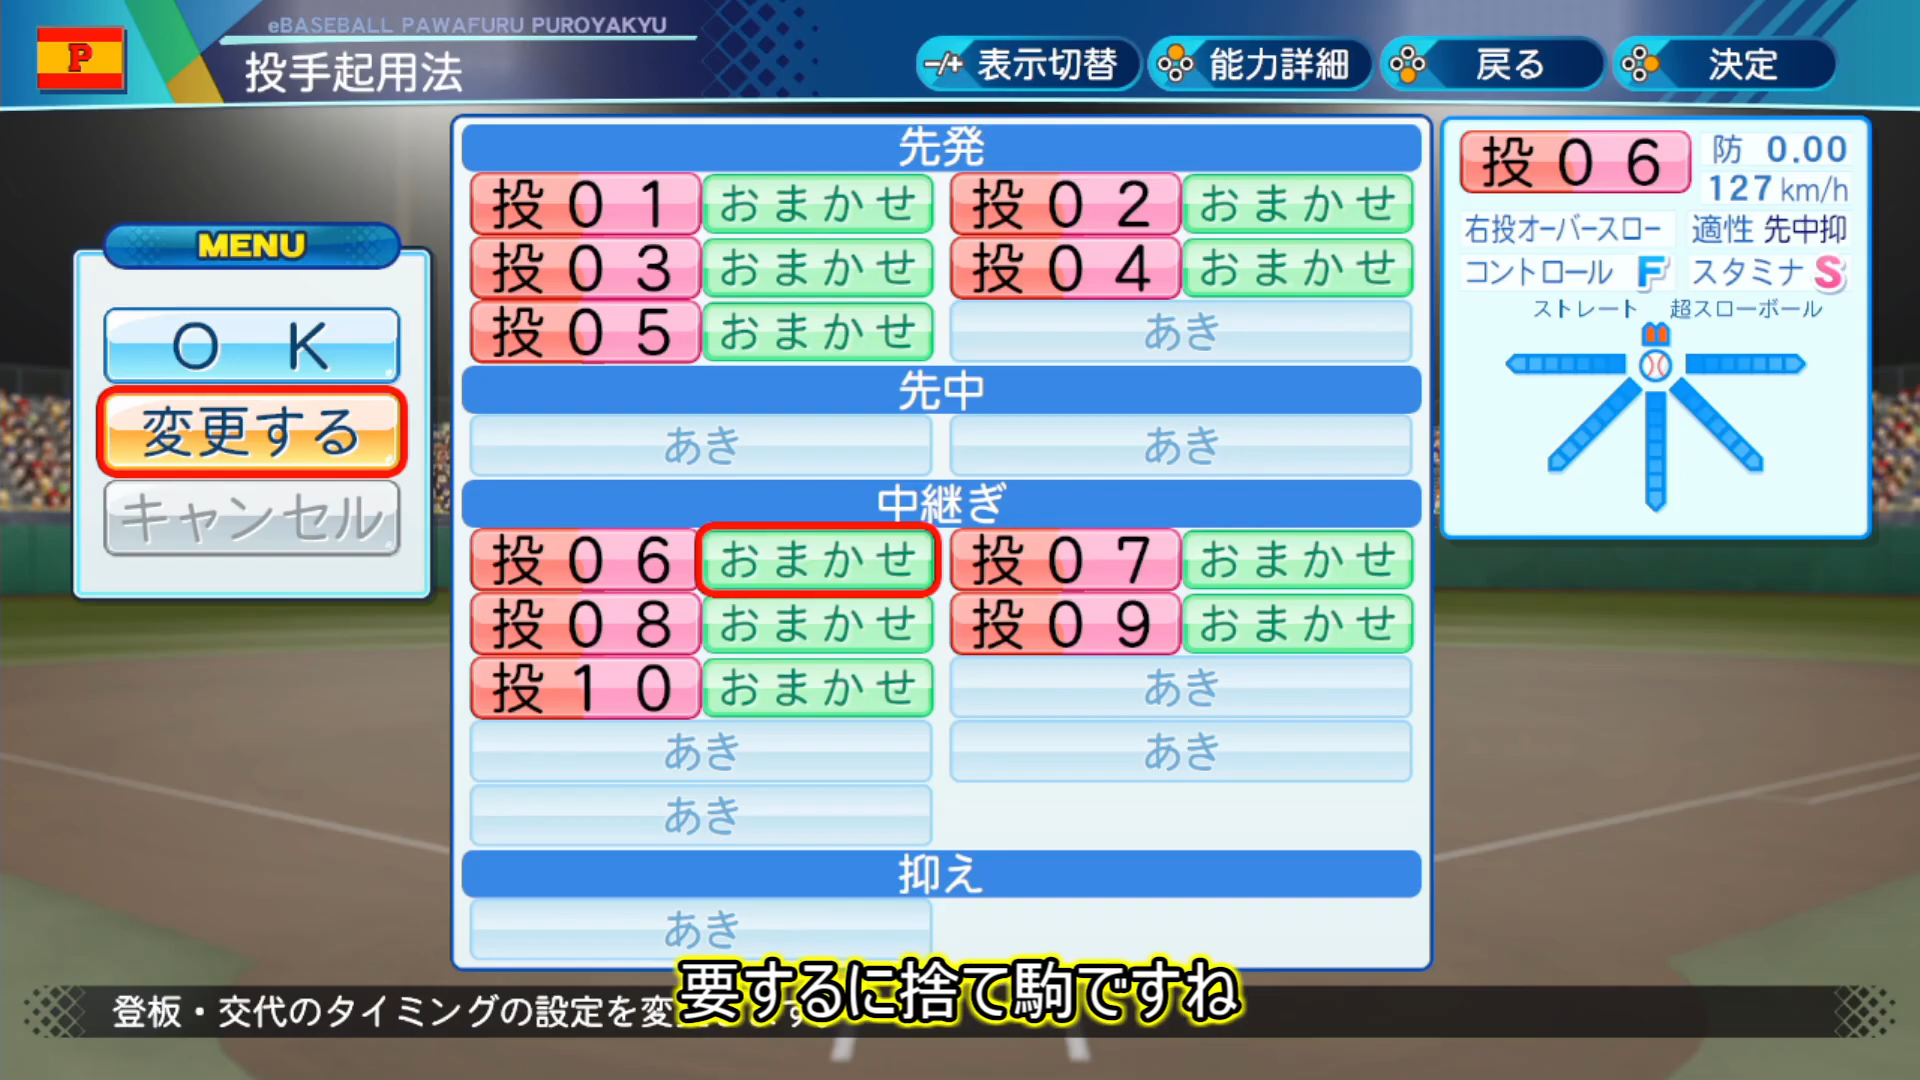 eBASEBALL PAWAFURU PUROYAKYU
P
投手起用法
-/+ 表示切替
能力詳細
戻る
決定
MENU
OK
変更する
キャンセル
先発
投01 おまかせ 投02 おまかせ
投03 おまかせ 投04 おまかせ
投05 おまかせ あき
先中
あき あき
中継ぎ
投06 おまかせ 投07 おまかせ
投08 おまかせ 投09 おまかせ
投10 おまかせ あき
あき あき
あき
抑え
あき
投06 防 0.00
127 km/h
右投オーバースロー 適性 先中抑
コントロール F スタミナ S
ストレート 超スローボール
要するに捨て駒ですね
登板・交代のタイミングの設定を変